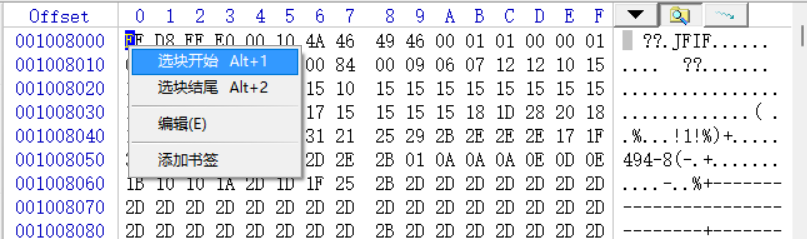 Offset 0 1 2 3 4 5 6 7 8 9 A B C D E F
001008000 FF D8 FF E0 00 10 4A 46 49 46 00 01 01 00 00 01 ??.JFIF......
001008010 00 84 00 09 06 07 12 12 10 15 .... ??.......
选块开始 Alt+1
001008020 15 10 15 15 15 15 15 15 15 15 ................
选块结尾 Alt+2
001008030 17 15 15 15 15 18 1D 28 20 18 .............( .
编辑(E)
001008040 31 21 25 29 2B 2E 2E 2E 17 1F .%...!1!%)+.....
001008050 2D 2E 2B 01 0A 0A 0A 0E 0D 0E 494-8(-.+.......
添加书签
001008060 1B 10 10 1A 2D 1D 1F 25 2B 2D 2D 2D 2D 2D 2D 2D ....-..%+-------
001008070 2D 2D 2D 2D 2D 2D 2D 2D 2D 2D 2D 2D 2D 2D 2D 2D ----------------
001008080 2D 2D 2D 2D 2D 2D 2D 2D 2B 2D 2D 2D 2D 2D 2D 2D --------+-------